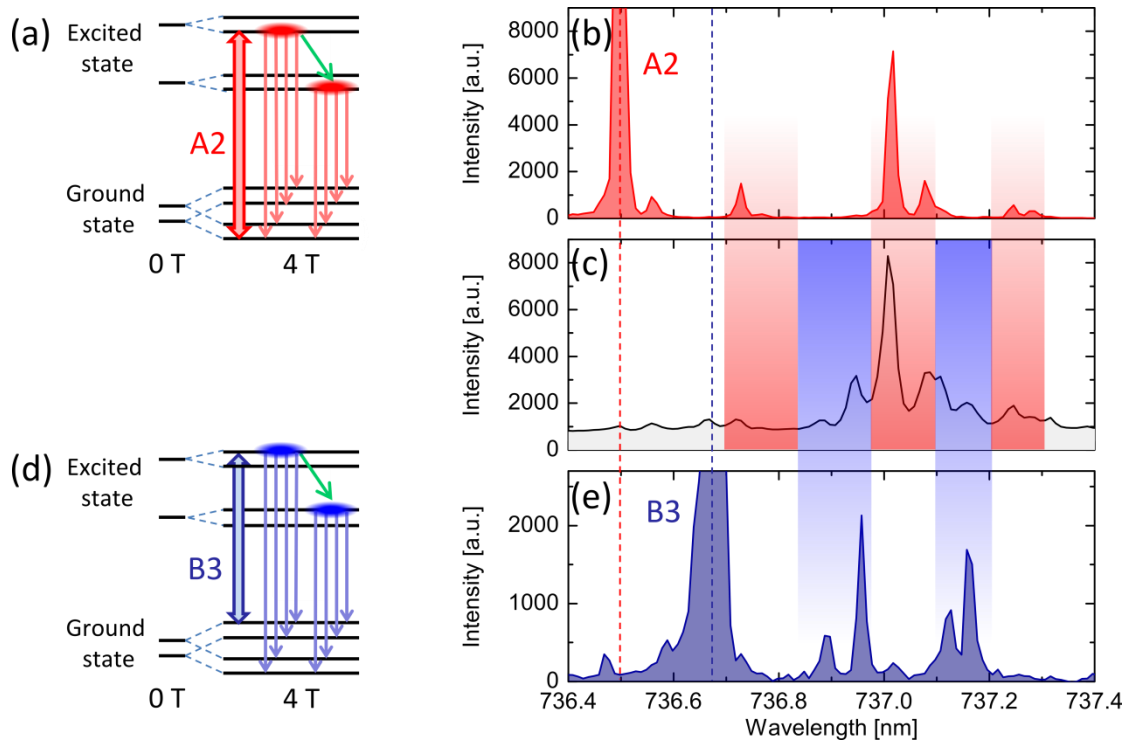 (a)
Excited
state
A2
Ground
state
0 T
4 T
(b)
A2
Intensity [a.u.]
8000
6000
4000
2000
0
(c)
Intensity [a.u.]
8000
6000
4000
2000
0
(d)
Excited
state
B3
Ground
state
0 T
4 T
(e)
B3
Intensity [a.u.]
2000
1000
0
736.4
736.6
736.8
737.0
737.2
737.4
Wavelength [nm]